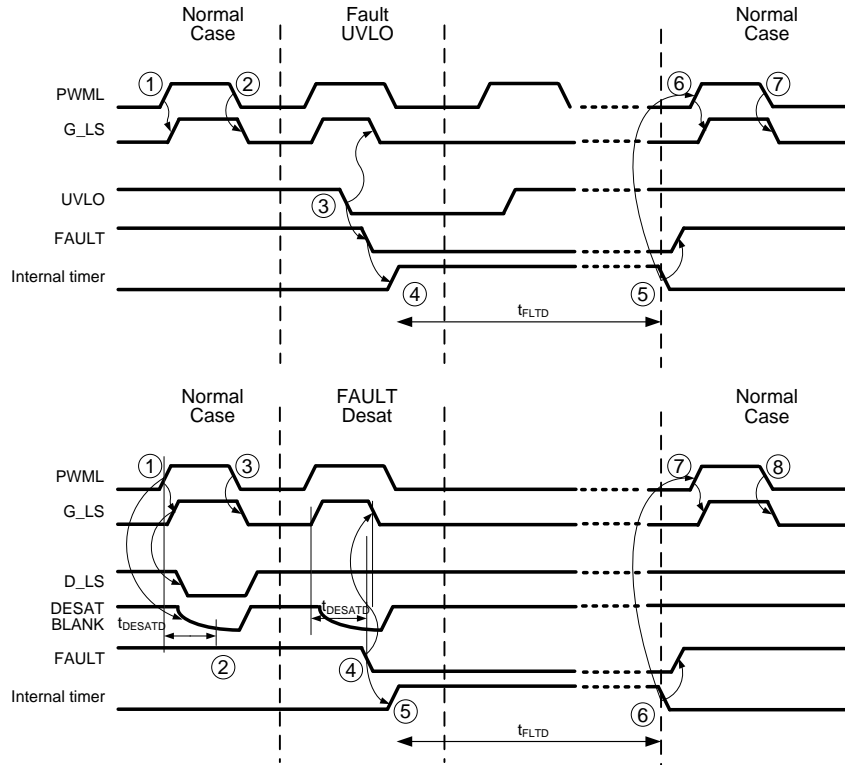 Normal
Case
Fault
UVLO
Normal
Case
1
2
6
7
PWML
G_LS
UVLO
3
FAULT
Internal timer
4
5
tFLTD
Normal
Case
FAULT
Desat
Normal
Case
1
3
7
8
PWML
G_LS
D_LS
DESAT
BLANK
tDESATD
tDESATD
FAULT
2
4
Internal timer
5
6
tFLTD